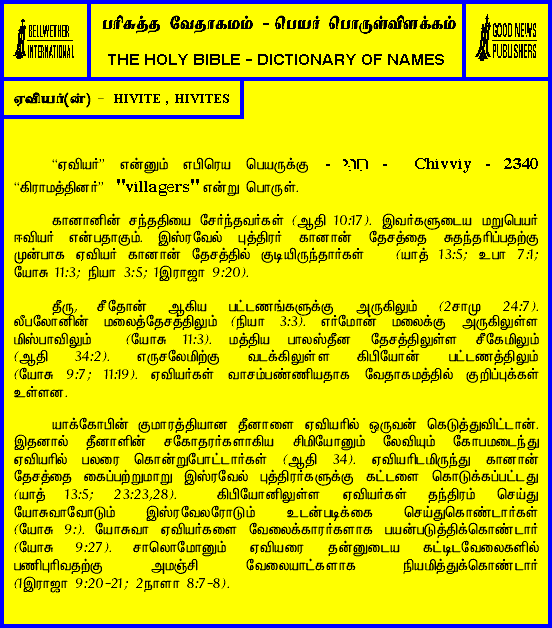 BELLWETHER
INTERNATIONAL
பரிசுத்த வேதாகமம் - பெயர் பொருள்விளக்கம்
THE HOLY BIBLE - DICTIONARY OF NAMES
GOOD NEWS
PUBLISHERS
ஏவியர்(ன்) - HIVITE , HIVITES
“ஏவியர்” என்னும் எபிரெய பெயருக்கு - חִוִּי - Chivviy - 2340
“கிராமத்தினர்” "villagers" என்று பொருள்.
கானானின் சந்ததியை சேர்ந்தவர்கள் (ஆதி 10:17). இவர்களுடைய மறுபெயர்
ஈவியர் என்பதாகும். இஸ்ரவேல் புத்திரர் கானான் தேசத்தை சுதந்தரிப்பதற்கு
முன்பாக ஏவியர் கானான் தேசத்தில் குடியிருந்தார்கள் (யாத் 13:5; உபா 7:1;
யோசு 11:3; நியா 3:5; 1இராஜா 9:20).
தீரு, சீதோன் ஆகிய பட்டணங்களுக்கு அருகிலும் (2சாமு 24:7).
லீபலோனின் மலைத்தேசத்திலும் (நியா 3:3). எர்மோன் மலைக்கு அருகிலுள்ள
மிஸ்பாவிலும் (யோசு 11:3). மத்திய பாலஸ்தீன தேசத்திலுள்ள சீகேமிலும்
(ஆதி 34:2). எருசலேமிற்கு வடக்கிலுள்ள கிபியோன் பட்டணத்திலும்
(யோசு 9:7; 11:19). ஏவியர்கள் வாசம்பண்ணியதாக வேதாகமத்தில் குறிப்புக்கள்
உள்ளன.
யாக்கோபின் குமாரத்தியான தீனாளை ஏவியரில் ஒருவன் கெடுத்துவிட்டான்.
இதனால் தீனாளின் சகோதரர்களாகிய சிமியோனும் லேவியும் கோபமடைந்து
ஏவியரில் பலரை கொன்றுபோட்டார்கள் (ஆதி 34). ஏவியரிடமிருந்து கானான்
தேசத்தை கைப்பற்றுமாறு இஸ்ரவேல் புத்திரர்களுக்கு கட்டளை கொடுக்கப்பட்டது
(யாத் 13:5; 23:23,28). கிபியோனிலுள்ள ஏவியர்கள் தந்திரம் செய்து
யோசுவாவோடும் இஸ்ரவேலரோடும் உடன்படிக்கை செய்துகொண்டார்கள்
(யோசு 9:). யோசுவா ஏவியர்களை வேலைக்காரர்களாக பயன்படுத்திக்கொண்டார்
(யோசு 9:27). சாலொமோனும் ஏவியரை தன்னுடைய கட்டிடவேலைகளில்
பணிபுரிவதற்கு அமஞ்சி வேலையாட்களாக நியமித்துக்கொண்டார்
(1இராஜா 9:20-21; 2நாளா 8:7-8).